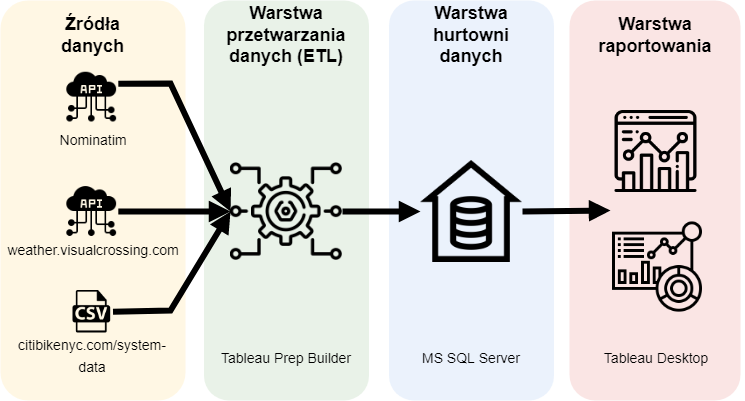 Źródła
danych
API
Nominatim
API
weather.visualcrossing.com
CSV
citibikenyc.com/system-
data
Warstwa
przetwarzania
danych (ETL)
Tableau Prep Builder
Warstwa
hurtowni
danych
MS SQL Server
Warstwa
raportowania
Tableau Desktop